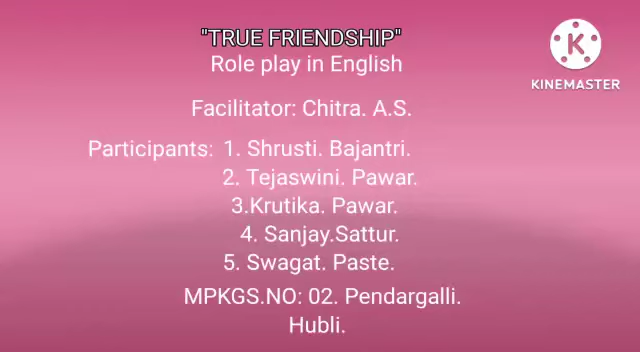 "TRUE FRIENDSHIP"
Role play in English
K
KINEMASTER
Facilitator: Chitra. A.S.
Participants: 1. Shrusti. Bajantri.
2. Tejaswini. Pawar.
3.Krutika. Pawar.
4. Sanjay.Sattur.
5. Swagat. Paste.
MPKGS.NO: 02. Pendargalli.
Hubli.